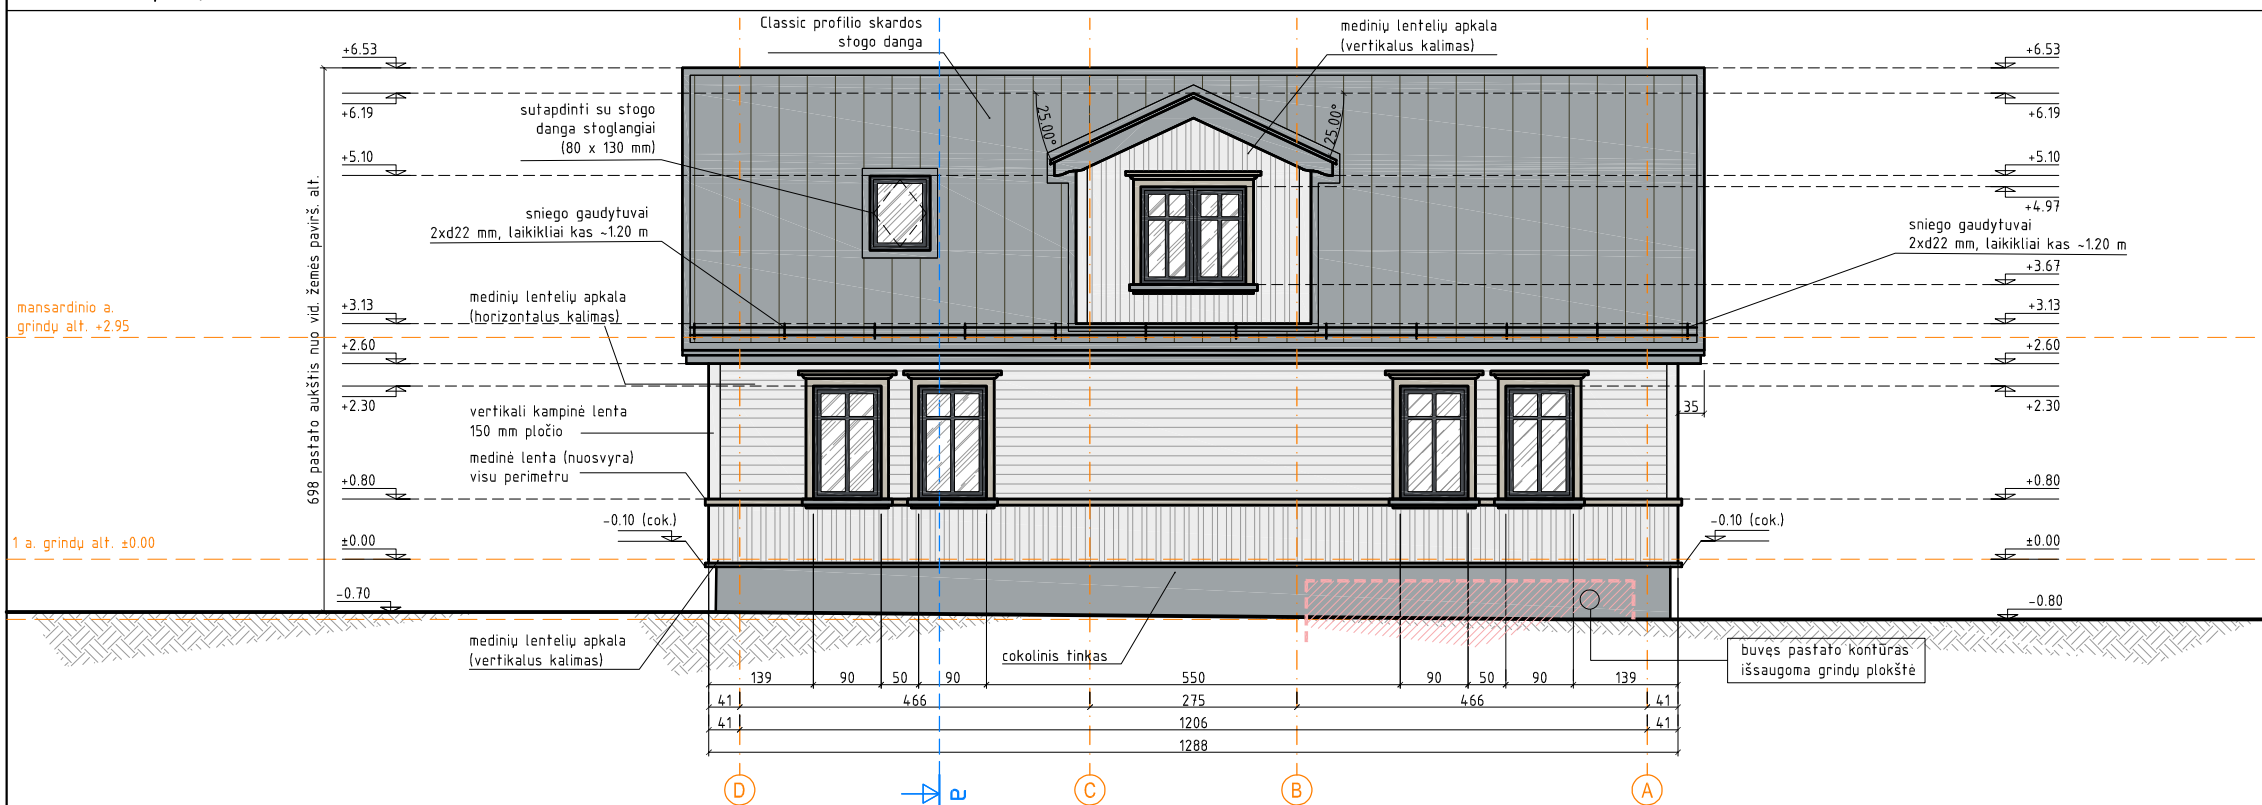 Classic profilio skardos
stogo danga
medinių lentelių apkala
(vertikalus kalimas)
+6.53
+6.19
+5.10
+3.13
+2.60
+2.30
+0.80
±0.00
-0.70
698 pastato aukštis nuo vid. žemės pavirš. alt.
sutapdinti su stogo
danga stoglangiai
(80 x 130 mm)
sniego gaudytuvai
2xd22 mm, laikikliai kas ~1.20 m
medinių lentelių apkala
(horizontalus kalimas)
vertikali kampinė lenta
150 mm pločio
medinė lenta (nuosvyra)
visu perimetru
-0.10 (cok.)
mansardinio a.
grindų alt. +2.95
1 a. grindų alt. ±0.00
25.00°
25.00°
+6.53
+6.19
+5.10
+4.97
sniego gaudytuvai
2xd22 mm, laikikliai kas ~1.20 m
+3.67
+3.13
+2.60
+2.30
35
+0.80
-0.10 (cok.)
±0.00
-0.80
medinių lentelių apkala
(vertikalus kalimas)
cokolinis tinkas
buvęs pastato kontūras
išsaugoma grindų plokštė
139 90 50 90 550 90 50 90 139
41 466 275 466 41
41 1206 41
1288
D a C B A